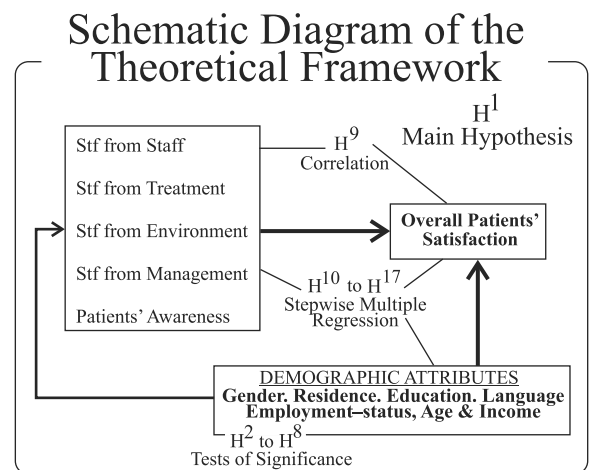 Schematic Diagram of the
Theoretical Framework
H¹
Main Hypothesis
Stf from Staff
H⁹
Correlation
Stf from Treatment
Stf from Environment
Overall Patients'
Satisfaction
Stf from Management
H¹⁰ to H¹⁷
Stepwise Multiple
Regression
Patients' Awareness
DEMOGRAPHIC ATTRIBUTES
Gender. Residence. Education. Language
Employment–status, Age & Income
H² to H⁸
Tests of Significance